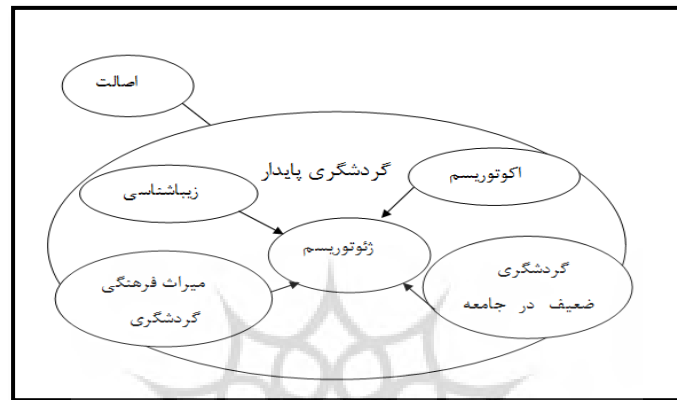 اصالت
گردشگری پایدار
اکوتوریسم
زیباشناسی
ژئوتوریسم
گردشگری
ضعیف در جامعه
میراث فرهنگی
گردشگری